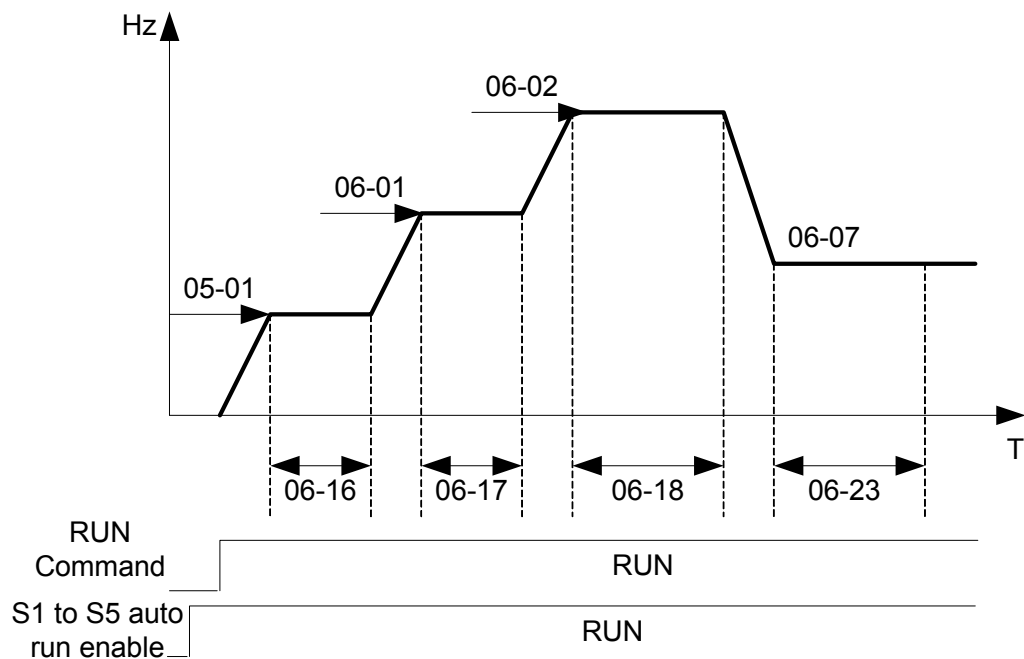 Hz
06-02
06-01
06-07
05-01
T
06-16
06-17
06-18
06-23
RUN
Command
RUN
S1 to S5 auto
run enable
RUN